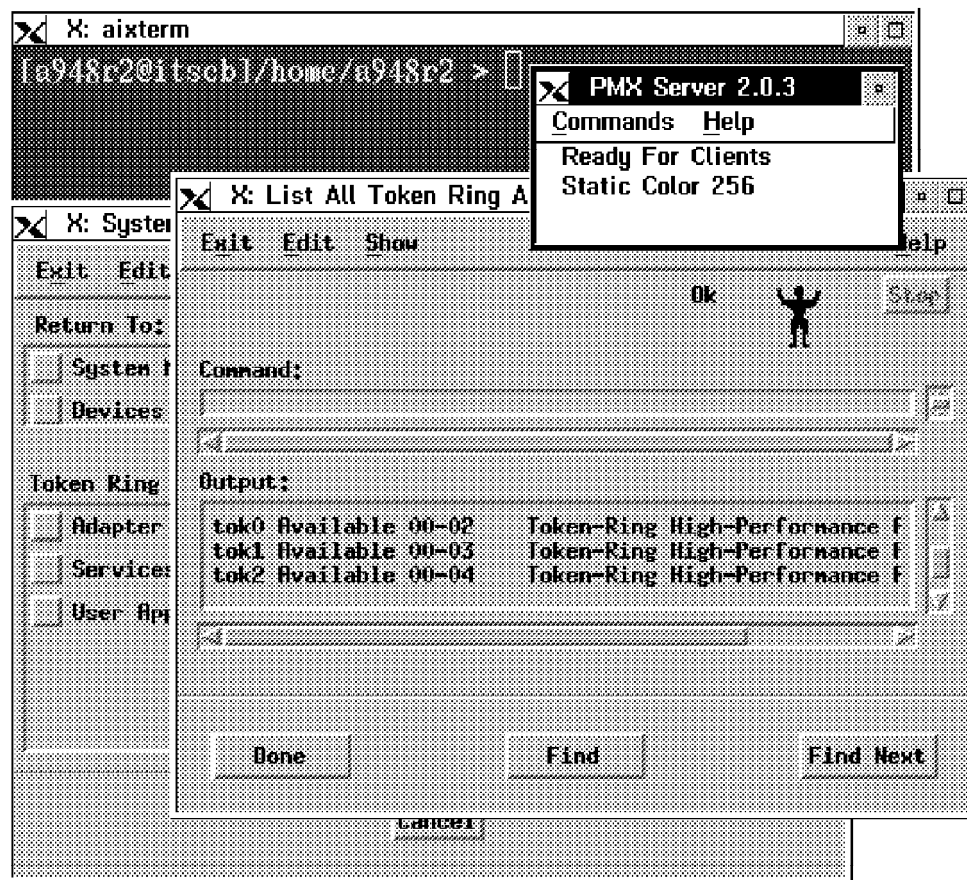 X: aixterm
[a948r2@itscb]/home/a948r2 >
PMX Server 2.0.3
Commands Help
Ready For Clients
Static Color 256
X: List All Token Ring A
Exit Edit Show elp
Ok Stop
Command:
Output:
tok0 Available 00-02 Token-Ring High-Performance
tok1 Available 00-03 Token-Ring High-Performance
tok2 Available 00-04 Token-Ring High-Performance
Done Find Find Next
X: System
Exit Edit
Return To:
System
Devices
Token Ring
Adapter
Services
User App
Cancel